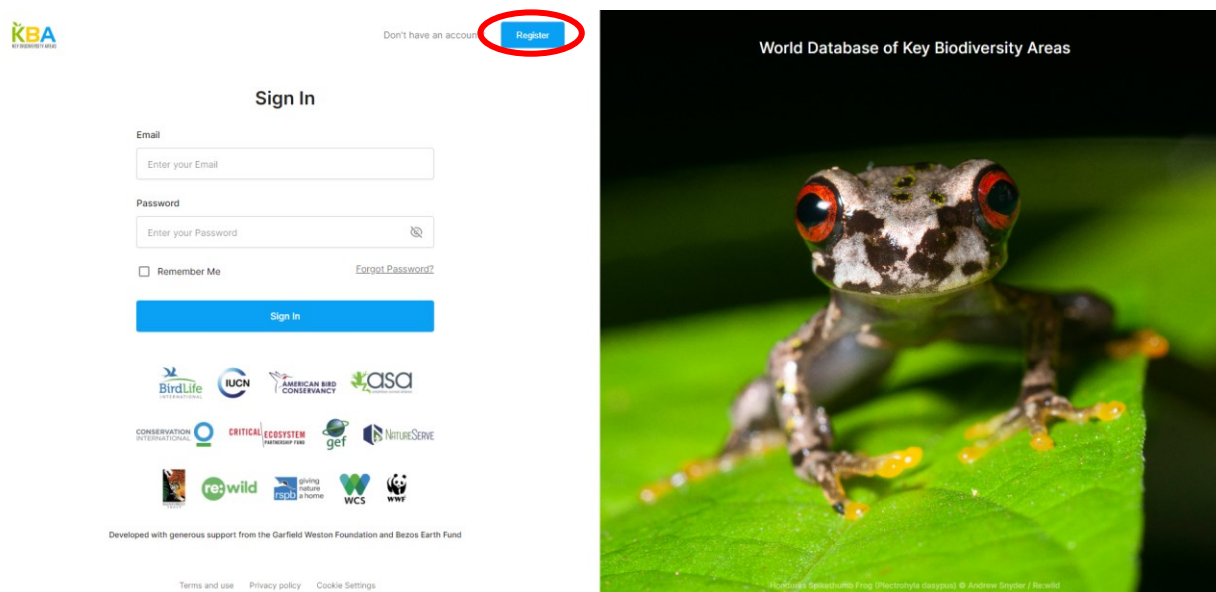 KBA
KEY BIODIVERSITY AREAS
Don't have an accoun
Register
World Database of Key Biodiversity Areas
Sign In
Email
Enter your Email
Password
Enter your Password
Remember Me
Forgot Password?
Sign In
BirdLife
INTERNATIONAL
IUCN
AMERICAN BIRD
CONSERVANCY
asa
CONSERVATION
INTERNATIONAL
CRITICAL ECOSYSTEM
PARTNERSHIP FUND
gef
NATURESERVE
re:wild
rspb
giving
nature
a home
WCS
WWF
Developed with generous support from the Garfield Weston Foundation and Bezos Earth Fund
Terms and use Privacy policy Cookie Settings
Honduras Spikethumb Frog (Plectrohyla dasypus) © Andrew Snyder / Re:wild